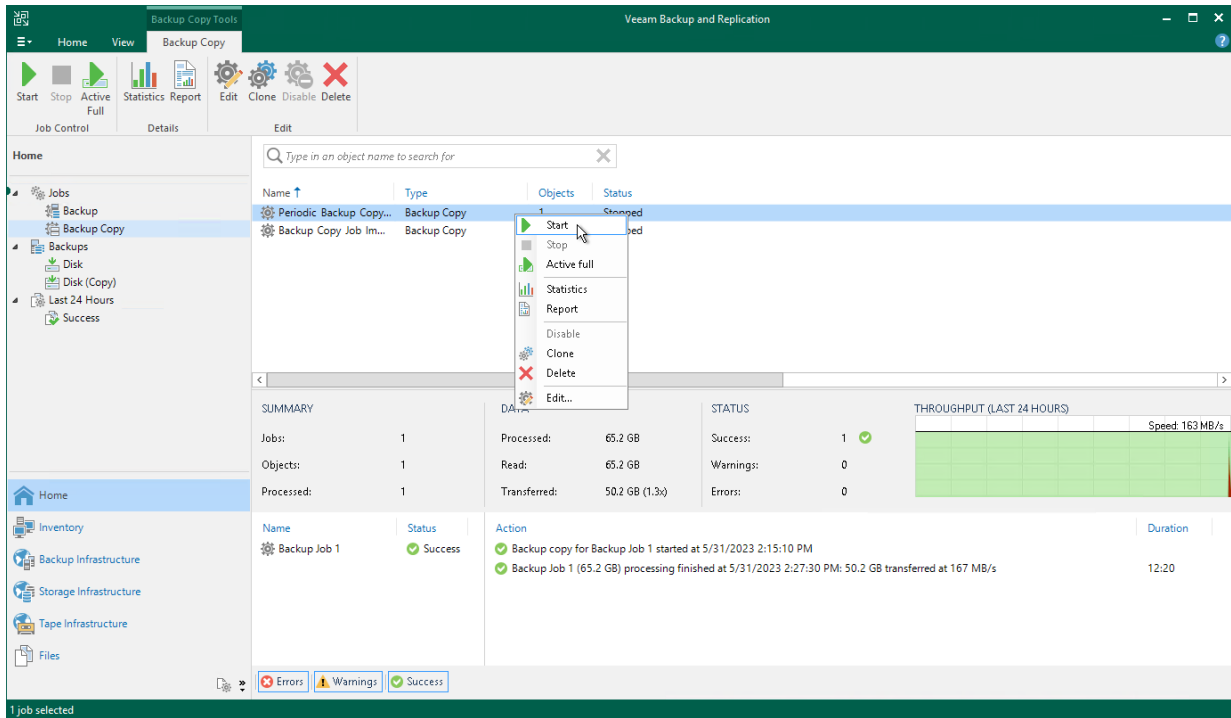 Backup Copy Tools
Veeam Backup and Replication
Home View Backup Copy
Start Stop Active Full Statistics Report Edit Clone Disable Delete
Job Control Details Edit
Home
Type in an object name to search for
Jobs
Backup
Backup Copy
Backups
Disk
Disk (Copy)
Last 24 Hours
Success
Name Type Objects Status
Periodic Backup Copy... Backup Copy 1 Stopped
Backup Copy Job Im... Backup Copy
Start
Stop
Active full
Statistics
Report
Disable
Clone
Delete
Edit...
SUMMARY STATUS THROUGHPUT (LAST 24 HOURS)
Speed: 163 MB/s
Jobs: 1 Processed: 65.2 GB Success: 1
Objects: 1 Read: 65.2 GB Warnings: 0
Processed: 1 Transferred: 50.2 GB (1.3x) Errors: 0
Home
Inventory
Backup Infrastructure
Storage Infrastructure
Tape Infrastructure
Files
Name Status Action Duration
Backup Job 1 Success Backup copy for Backup Job 1 started at 5/31/2023 2:15:10 PM
Backup Job 1 (65.2 GB) processing finished at 5/31/2023 2:27:30 PM: 50.2 GB transferred at 167 MB/s 12:20
Errors Warnings Success
1 job selected